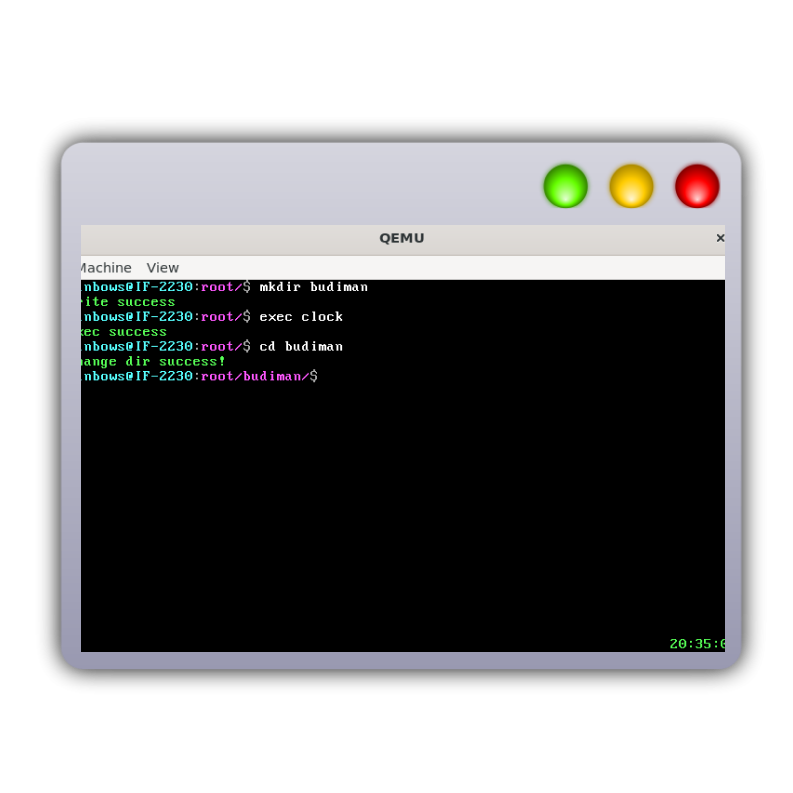 QEMU ×
Machine View
nbows@IF-2230:root/$ mkdir budiman
ite success
nbows@IF-2230:root/$ exec clock
ec success
nbows@IF-2230:root/$ cd budiman
ange dir success!
nbows@IF-2230:root/budiman/$
20:35:0